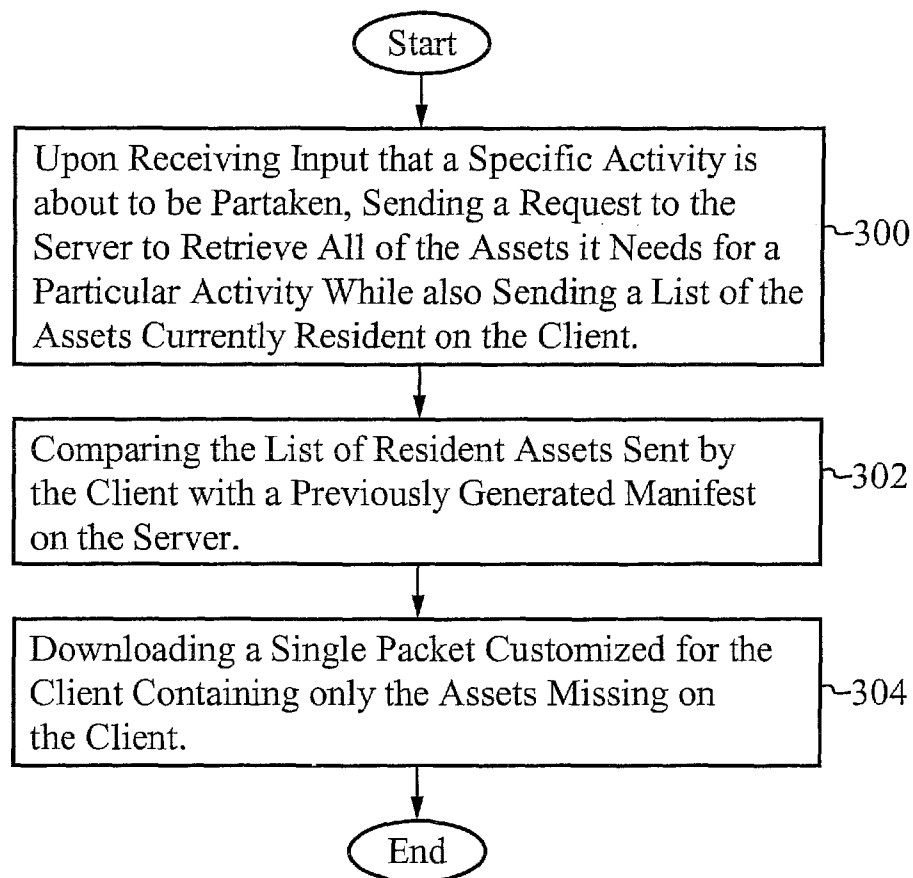 Start
Upon Receiving Input that a Specific Activity is
about to be Partaken, Sending a Request to the
Server to Retrieve All of the Assets it Needs for a
Particular Activity While also Sending a List of the
Assets Currently Resident on the Client.
300
Comparing the List of Resident Assets Sent by
the Client with a Previously Generated Manifest
on the Server.
302
Downloading a Single Packet Customized for the
Client Containing only the Assets Missing on
the Client.
304
End